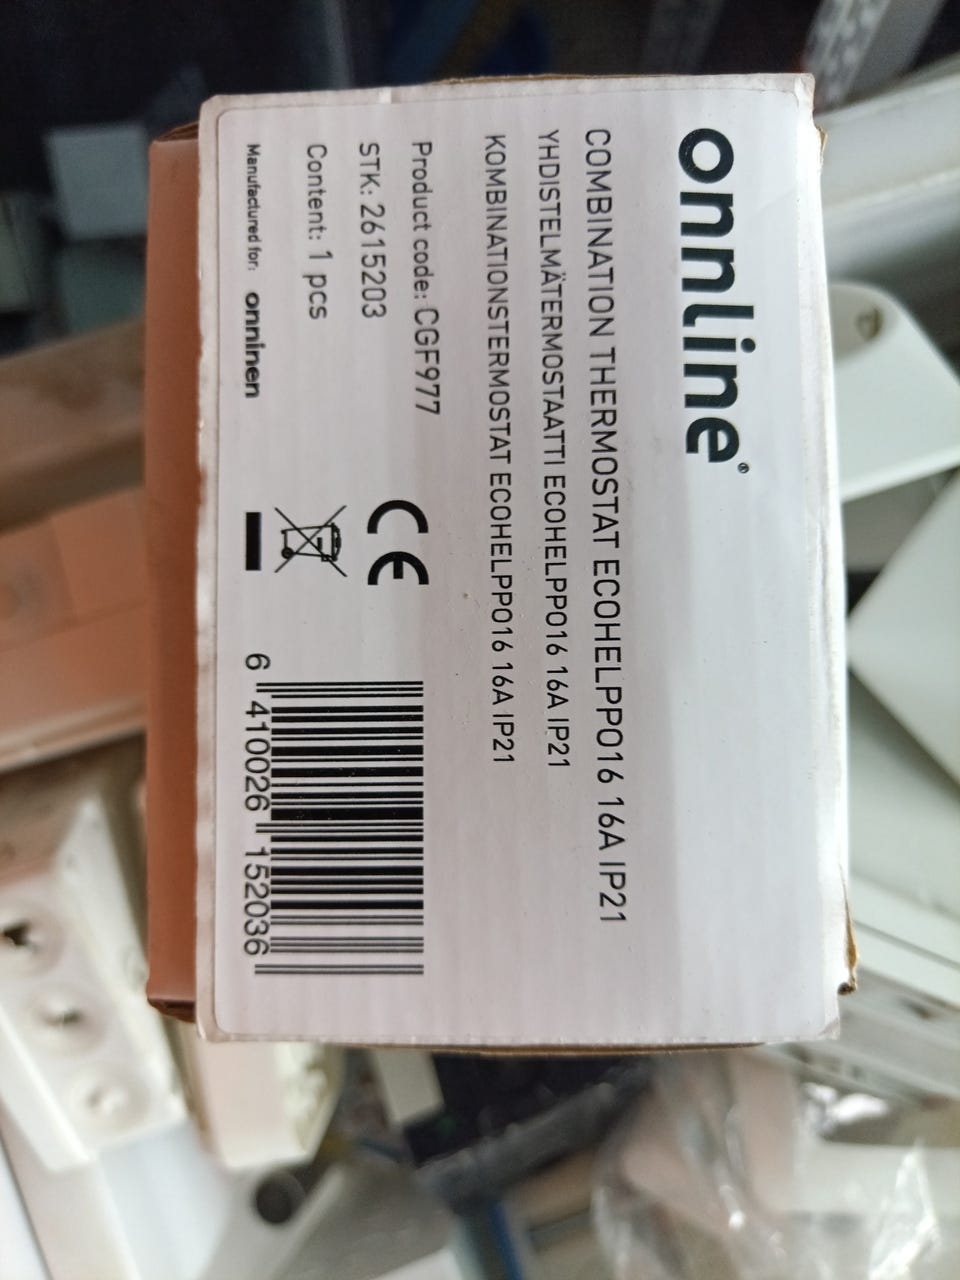 onnline®
COMBINATION THERMOSTAT ECOHELPPO16 16A IP21
YHDISTELMÄTERMOSTAATTI ECOHELPPO16 16A IP21
KOMBINATIONSTERMOSTAT ECOHELPPO16 16A IP21
Product code: CGF977
STK: 2615203
Content: 1 pcs
Manufactured for: onninen
CE
6 410026 152036